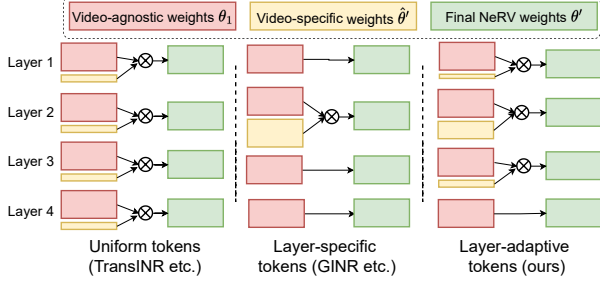 Video-agnostic weights θ₁
Video-specific weights θ̂′
Final NeRV weights θ′
Layer 1
Layer 2
Layer 3
Layer 4
Uniform tokens
(TransINR etc.)
Layer-specific
tokens (GINR etc.)
Layer-adaptive
tokens (ours)